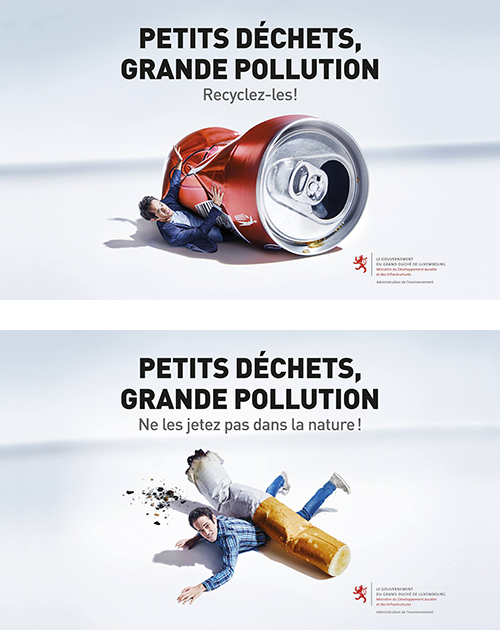 PETITS DÉCHETS,
GRANDE POLLUTION
Recyclez-les!
LE GOUVERNEMENT
DU GRAND-DUCHÉ DE LUXEMBOURG
Ministère du Développement durable
et des Infrastructures
Administration de l'environnement
PETITS DÉCHETS,
GRANDE POLLUTION
Ne les jetez pas dans la nature !
LE GOUVERNEMENT
DU GRAND-DUCHÉ DE LUXEMBOURG
Ministère du Développement durable
et des Infrastructures
Administration de l'environnement